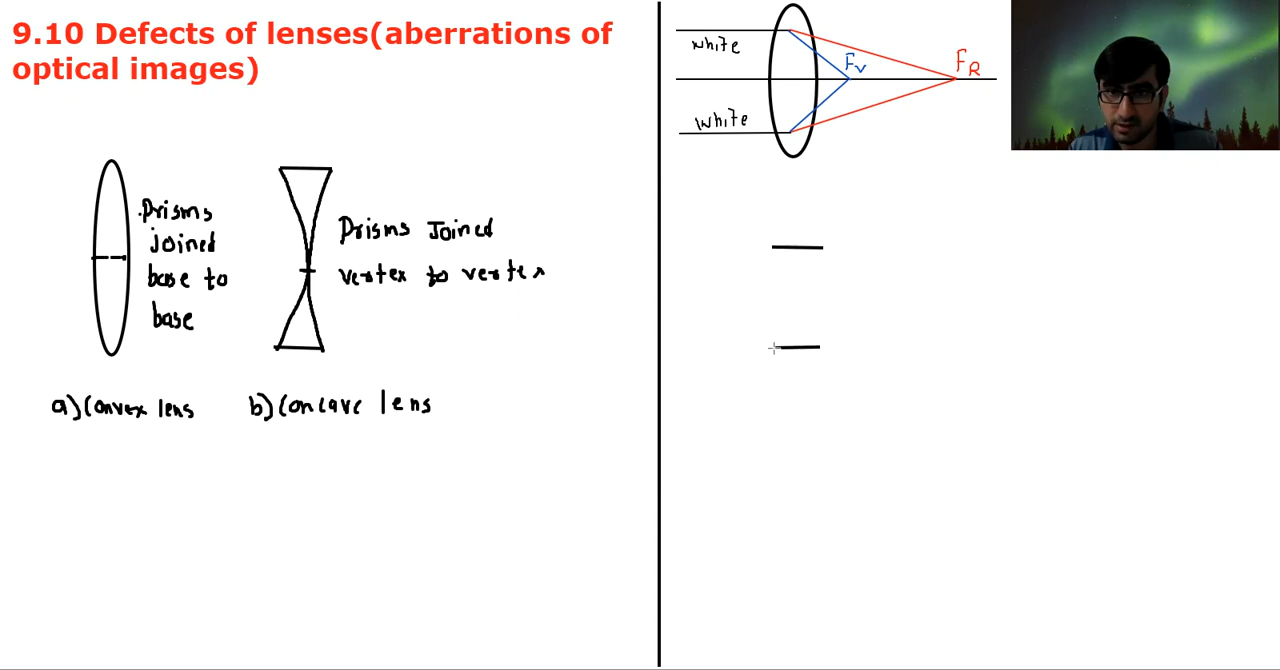 9.10 Defects of lenses(aberrations of
optical images)
Prisms
joined
base to
base
Prisms Joined
vertex to vertex
a)Convex lens
b)Concave lens
white
white
Fv
FR